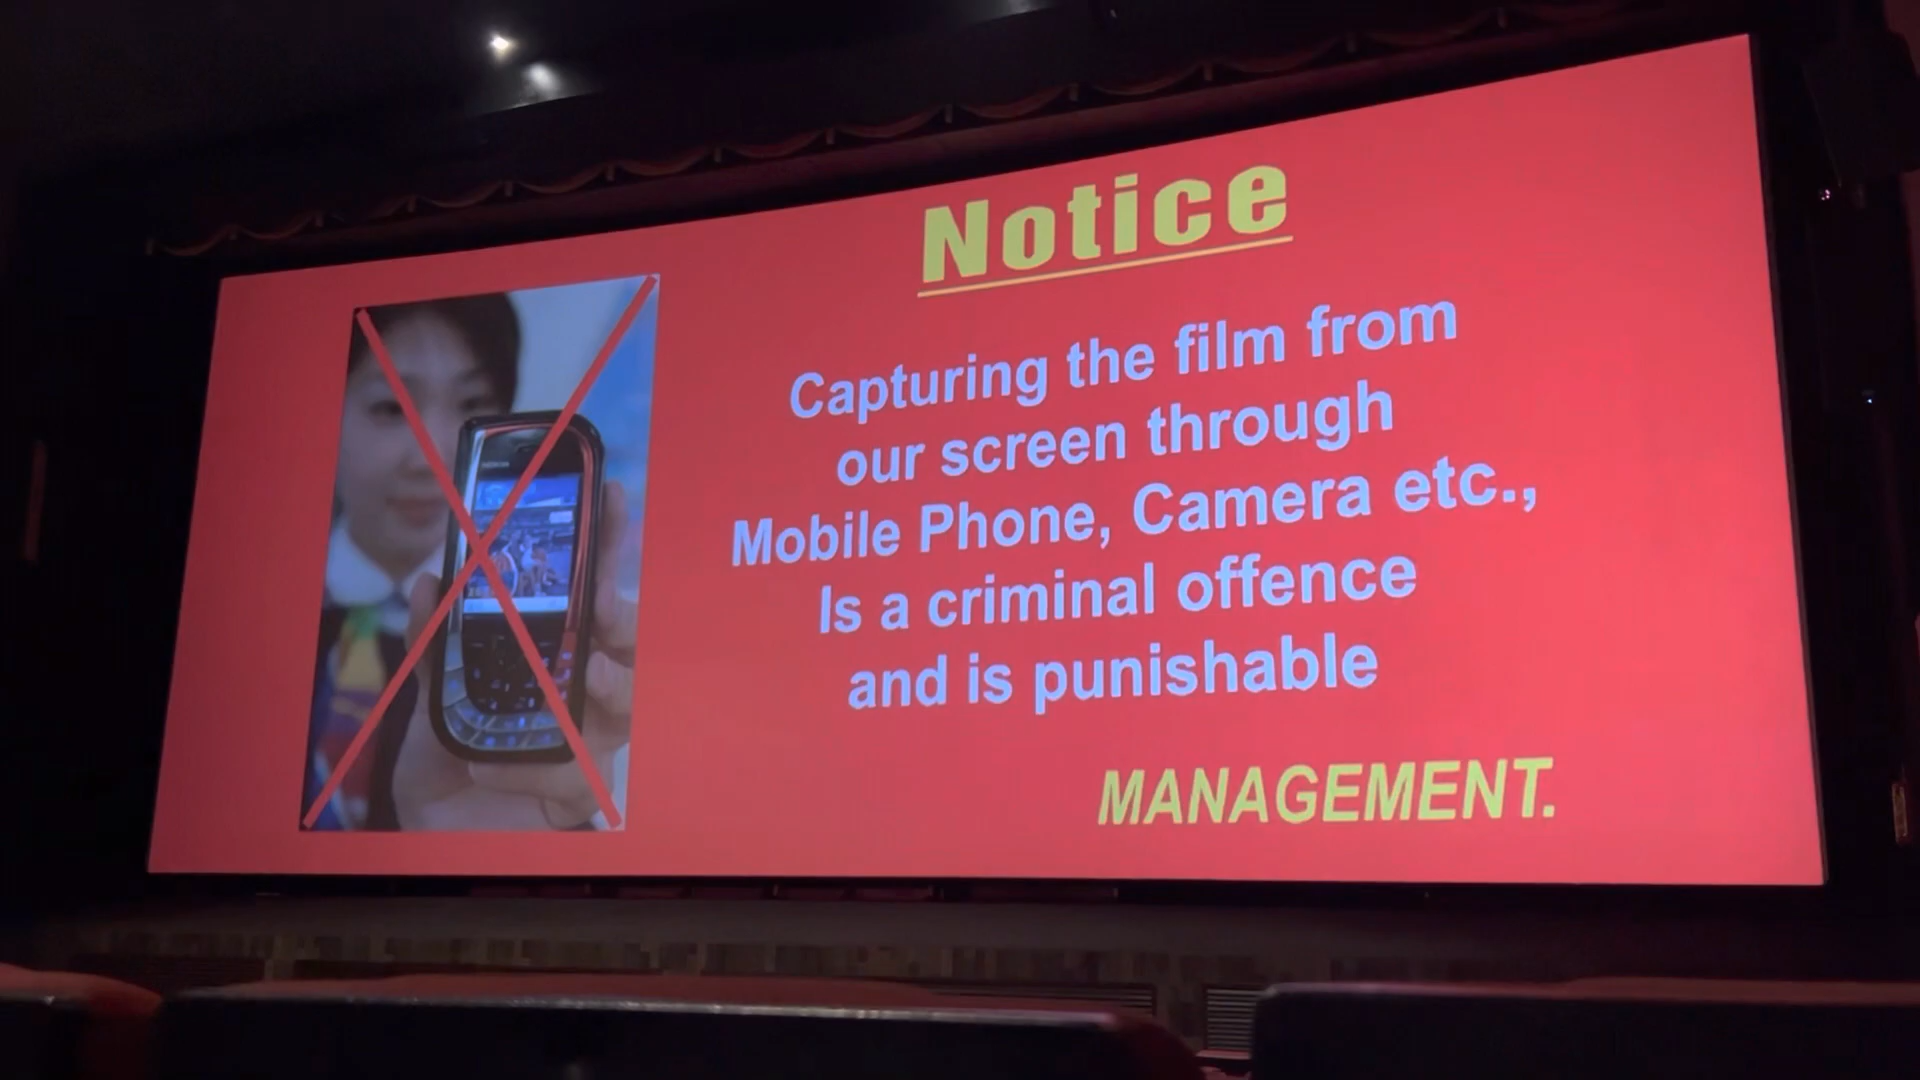 Notice
Capturing the film from
our screen through
Mobile Phone, Camera etc.,
Is a criminal offence
and is punishable
MANAGEMENT.
NOKIA